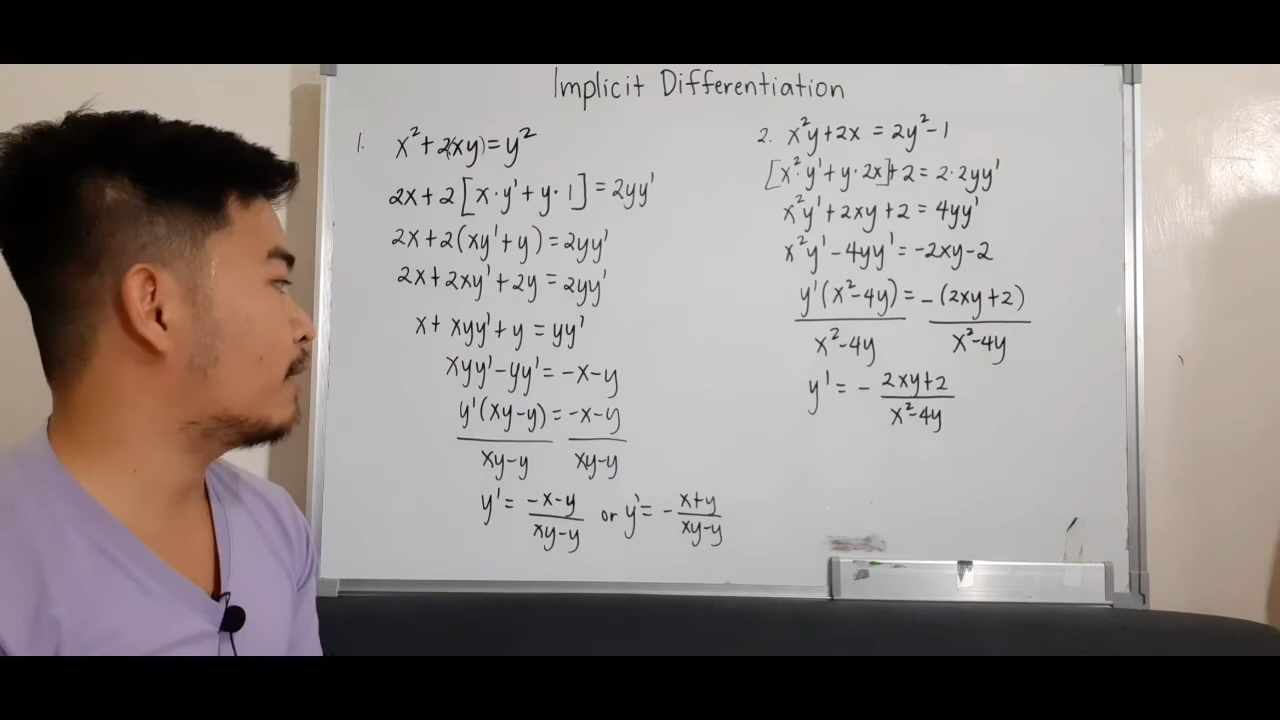 Implicit Differentiation
1. x²+2(xy)=y²
2x+2[x·y'+y·1]=2yy'
2x+2(xy'+y)=2yy'
2x+2xy'+2y=2yy'
x+xyy'+y=yy'
xyy'-yy'=-x-y
y'(xy-y)=-x-y
xy-y xy-y
y'= -x-y/xy-y or y'= - x+y/xy-y
2. x²y+2x=2y²-1
[x²·y'+y·2x]+2=2·2yy'
x²y'+2xy+2=4yy'
x²y'-4yy'=-2xy-2
y'(x²-4y)=-(2xy+2)
x²-4y x²-4y
y'= - 2xy+2/x²-4y